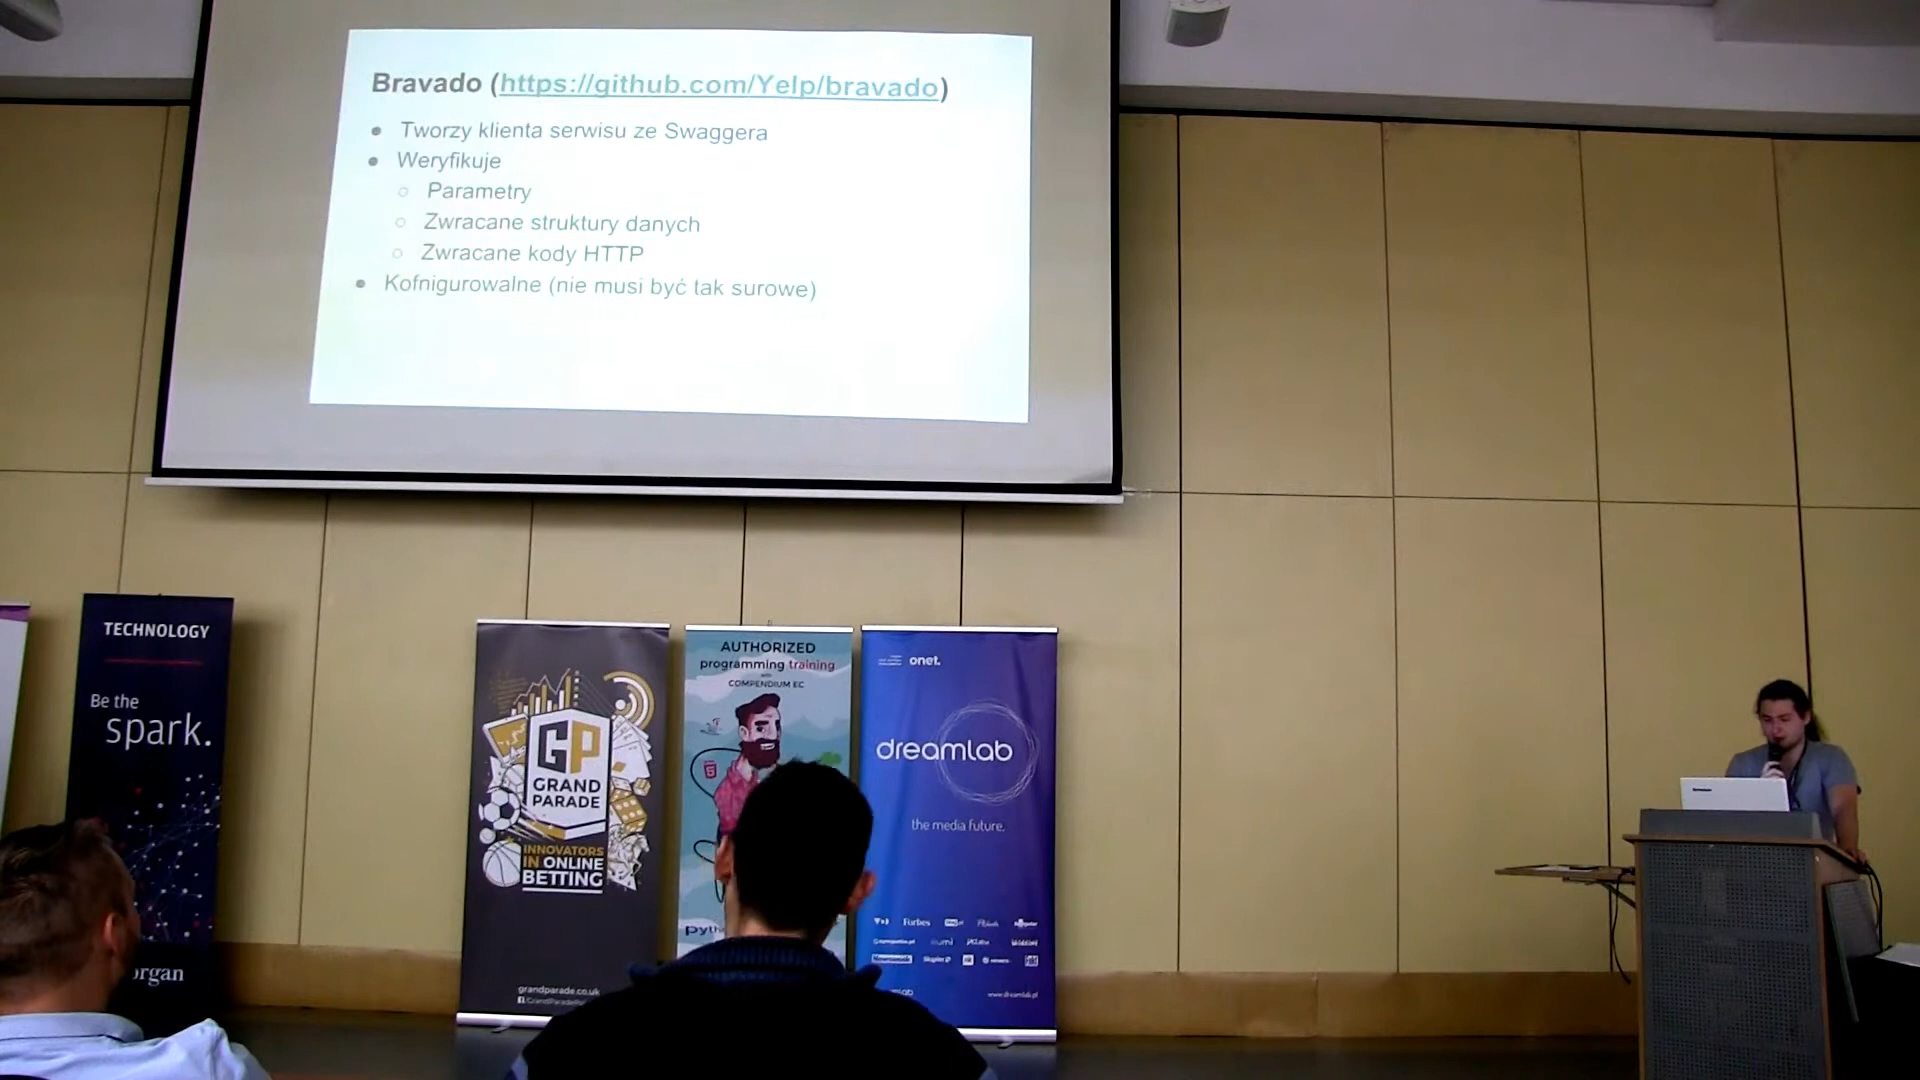 Bravado (https://github.com/Yelp/bravado)
● Tworzy klienta serwisu ze Swaggera
● Weryfikuje
○ Parametry
○ Zwracane struktury danych
○ Zwracane kody HTTP
● Kofnigurowalne (nie musi być tak surowe)
TECHNOLOGY
Be the
spark.
organ
GP
GRAND
PARADE
INNOVATORS
IN ONLINE
BETTING
grandparade.co.uk
AUTHORIZED
programming training
with
COMPENDIUM EC
pyth
onet.
dreamlab
the media future.
Forbes
www.dreamlab.pl